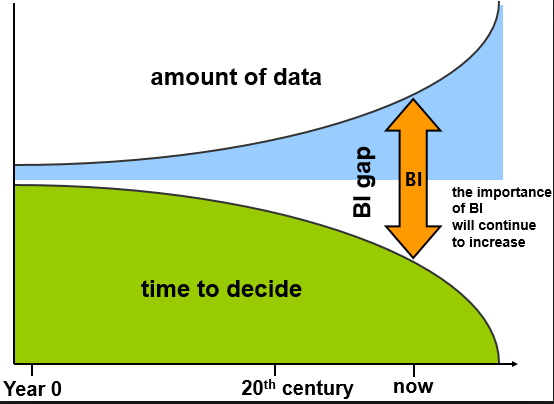 amount of data
BI gap
BI
the importance
of BI
will continue
to increase
time to decide
Year 0
20th century
now